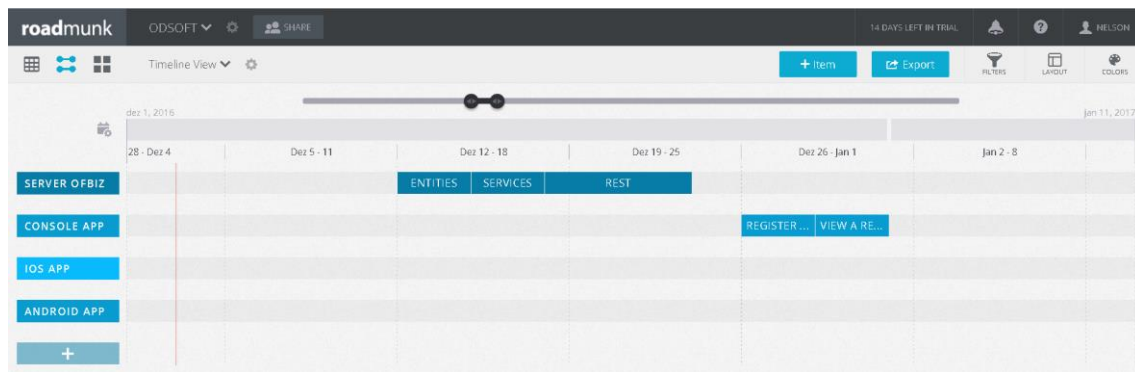 roadmunk ODSOFT SHARE 14 DAYS LEFT IN TRIAL ? NELSON
Timeline View + Item Export FILTERS LAYOUT COLORS
dez 1, 2016 Jan 11, 2017
28 - Dez 4 Dez 5 - 11 Dez 12 - 18 Dez 19 - 25 Dez 26 - Jan 1 Jan 2 - 8
SERVER OFBIZ ENTITIES SERVICES REST
CONSOLE APP REGISTER ... VIEW A RE...
IOS APP
ANDROID APP
+